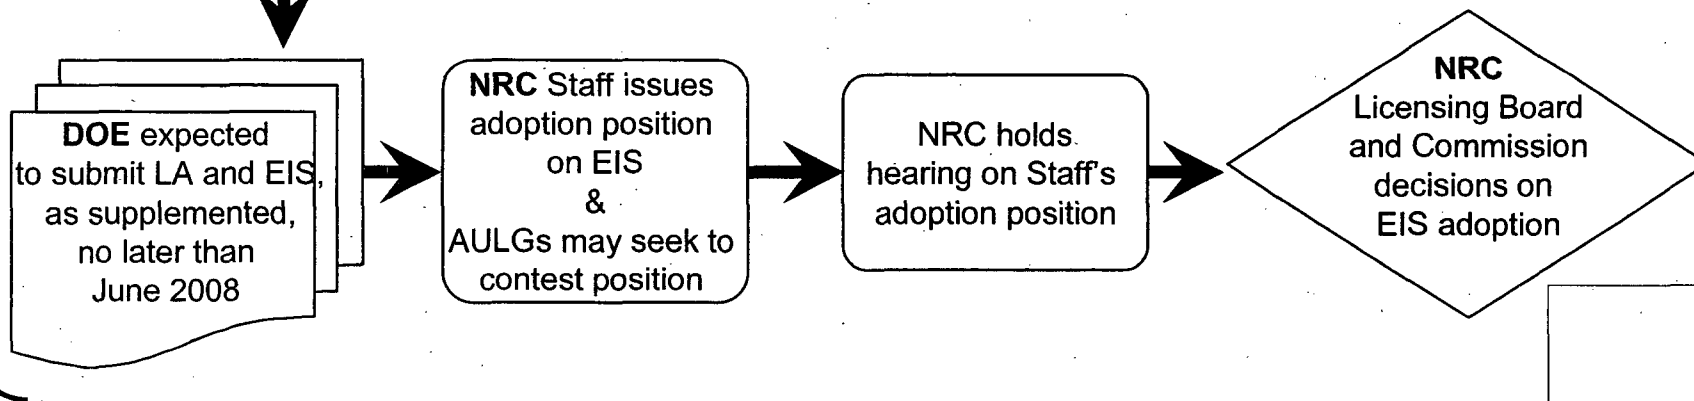 DOE expected
to submit LA and EIS,
as supplemented,
no later than
June 2008
NRC Staff issues
adoption position
on EIS
&
AULGs may seek to
contest position
NRC holds
hearing on Staff's
adoption position
NRC
Licensing Board
and Commission
decisions on
EIS adoption